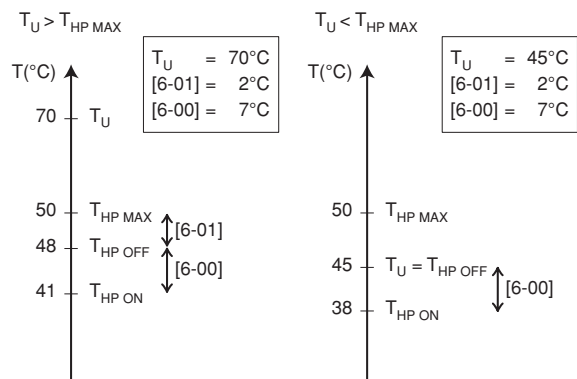 T_U > T_HP MAX
T_U = 70°C
[6-01] = 2°C
[6-00] = 7°C
T(°C)
70 T_U
50 T_HP MAX
[6-01]
48 T_HP OFF
[6-00]
41 T_HP ON
T_U < T_HP MAX
T_U = 45°C
[6-01] = 2°C
[6-00] = 7°C
T(°C)
50 T_HP MAX
45 T_U = T_HP OFF
[6-00]
38 T_HP ON